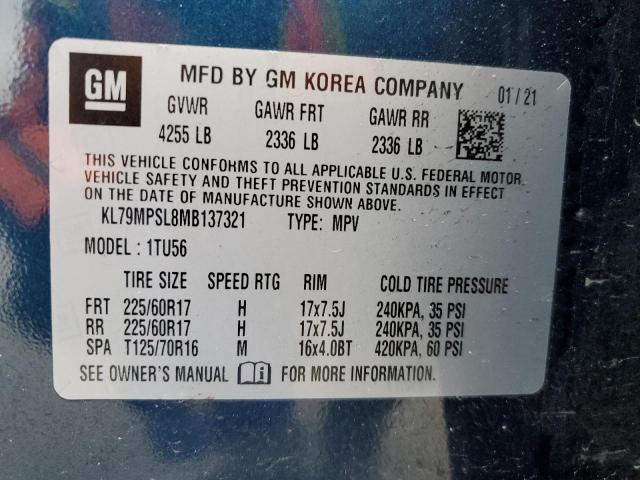 GM MFD BY GM KOREA COMPANY 01/21
GVWR GAWR FRT GAWR RR
4255 LB 2336 LB 2336 LB
THIS VEHICLE CONFORMS TO ALL APPLICABLE U.S. FEDERAL MOTOR
VEHICLE SAFETY AND THEFT PREVENTION STANDARDS IN EFFECT
ON THE DATE OF MANUFACTURE SHOWN ABOVE.
KL79MPSL8MB137321 TYPE: MPV
MODEL : 1TU56
TIRE SIZE SPEED RTG RIM COLD TIRE PRESSURE
FRT 225/60R17 H 17x7.5J 240KPA, 35 PSI
RR 225/60R17 H 17x7.5J 240KPA, 35 PSI
SPA T125/70R16 M 16x4.0BT 420KPA, 60 PSI
SEE OWNER'S MANUAL i FOR MORE INFORMATION.